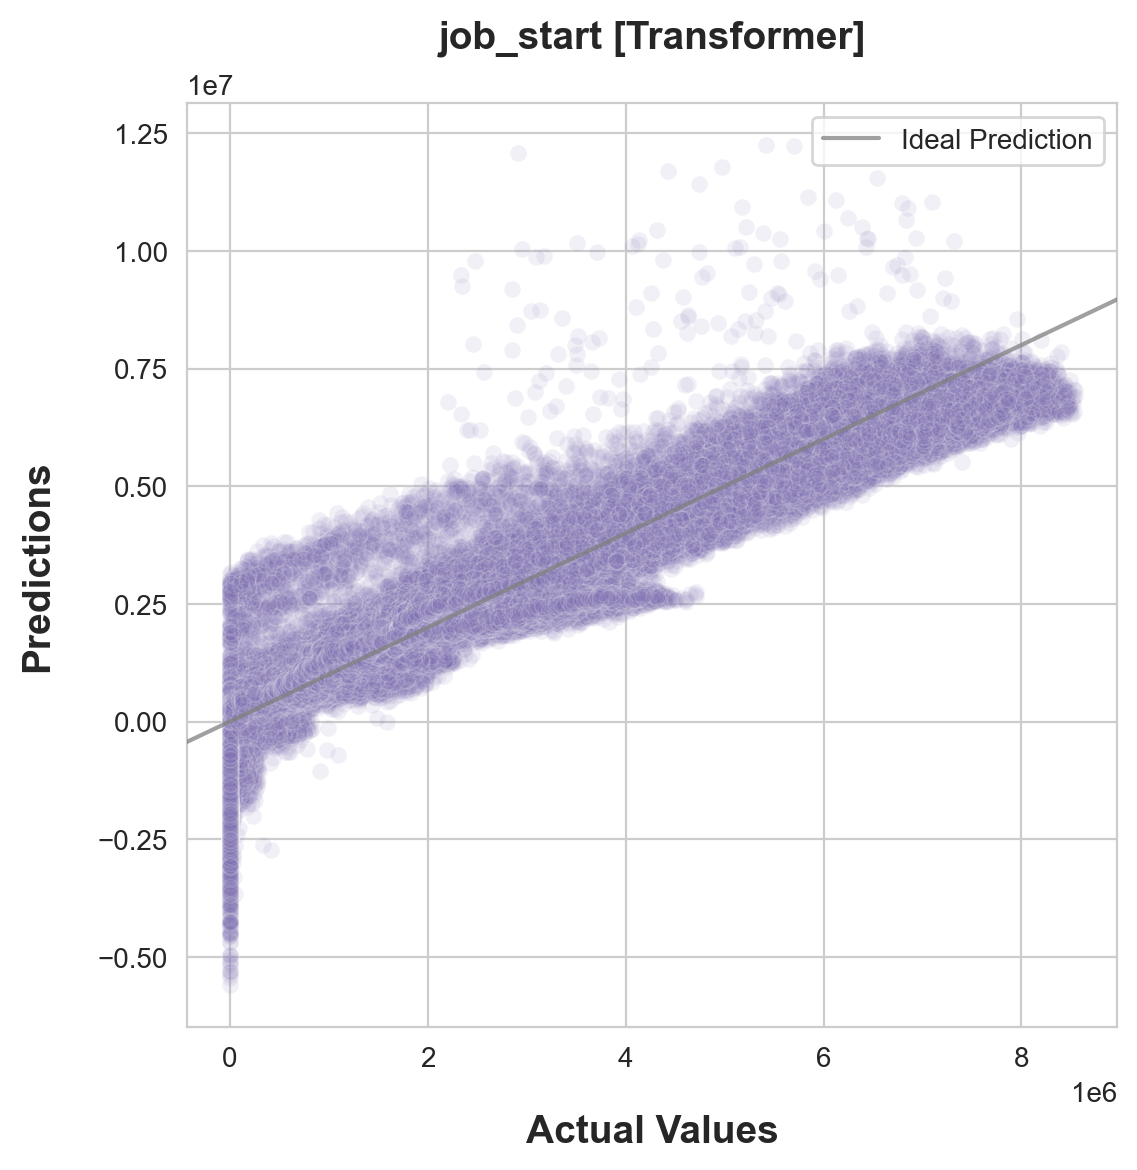 job_start [Transformer]
1e7
Ideal Prediction
1.25
1.00
0.75
0.50
0.25
0.00
−0.25
−0.50
Predictions
0 2 4 6 8
1e6
Actual Values